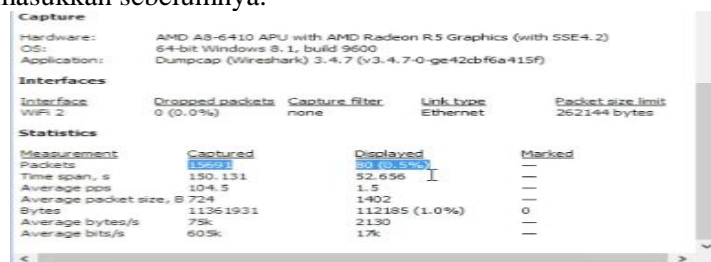 masukkan sebelumnya.
Capture
Hardware: AMD A8-6410 APU with AMD Radeon R5 Graphics (with SSE4.2)
OS: 64-bit Windows 8.1, build 9600
Application: Dumpcap (Wireshark) 3.4.7 (v3.4.7-0-ge42cbf6a415f)
Interfaces
Interface Dropped packets Capture filter Link type Packet size limit
WiFi 2 0 (0.0%) none Ethernet 262144 bytes
Statistics
Measurement Captured Displayed Marked
Packets 15691 80 (0.5%) —
Time span, s 150.131 52.656 —
Average pps 104.5 1.5 —
Average packet size, B 724 1402 —
Bytes 11361931 112185 (1.0%) 0
Average bytes/s 75k 2130 —
Average bits/s 605k 17k —